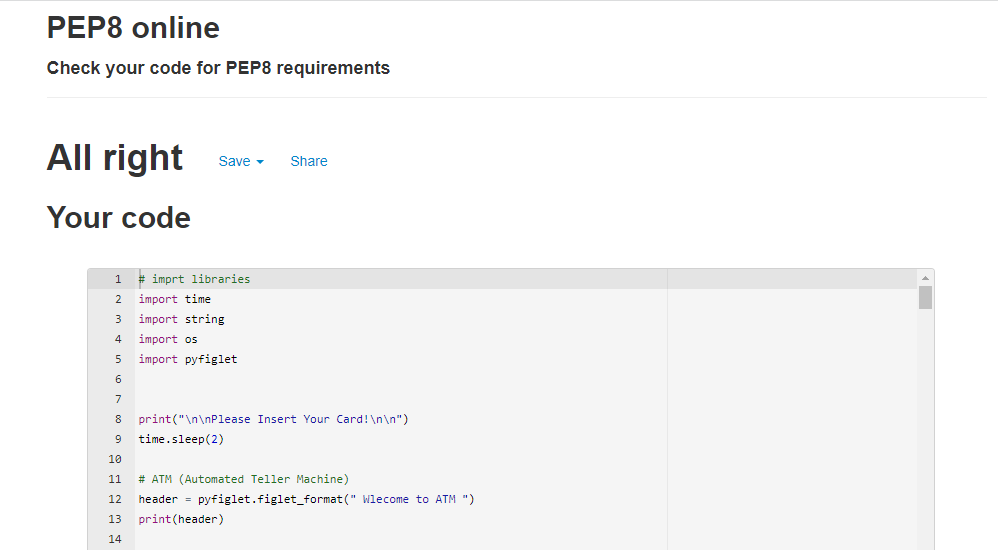 PEP8 online
Check your code for PEP8 requirements
All right Save Share
Your code
1 # imprt libraries
2 import time
3 import string
4 import os
5 import pyfiglet
6
7
8 print("\n\nPlease Insert Your Card!\n\n")
9 time.sleep(2)
10
11 # ATM (Automated Teller Machine)
12 header = pyfiglet.figlet_format(" Wlecome to ATM ")
13 print(header)
14